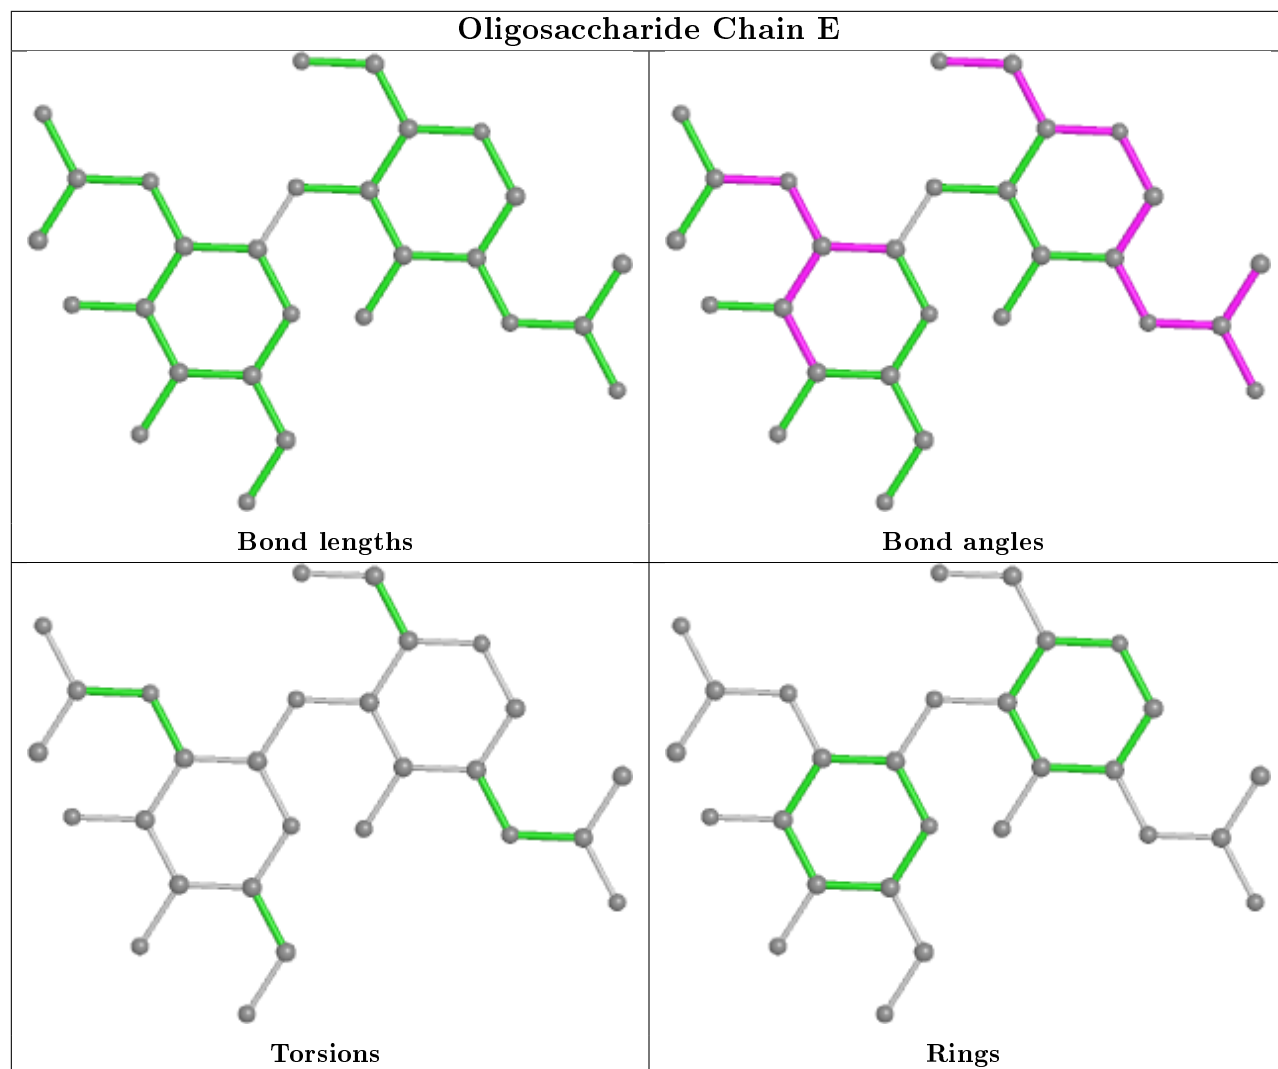 Oligosaccharide Chain E
Bond lengths
Bond angles
Torsions
Rings